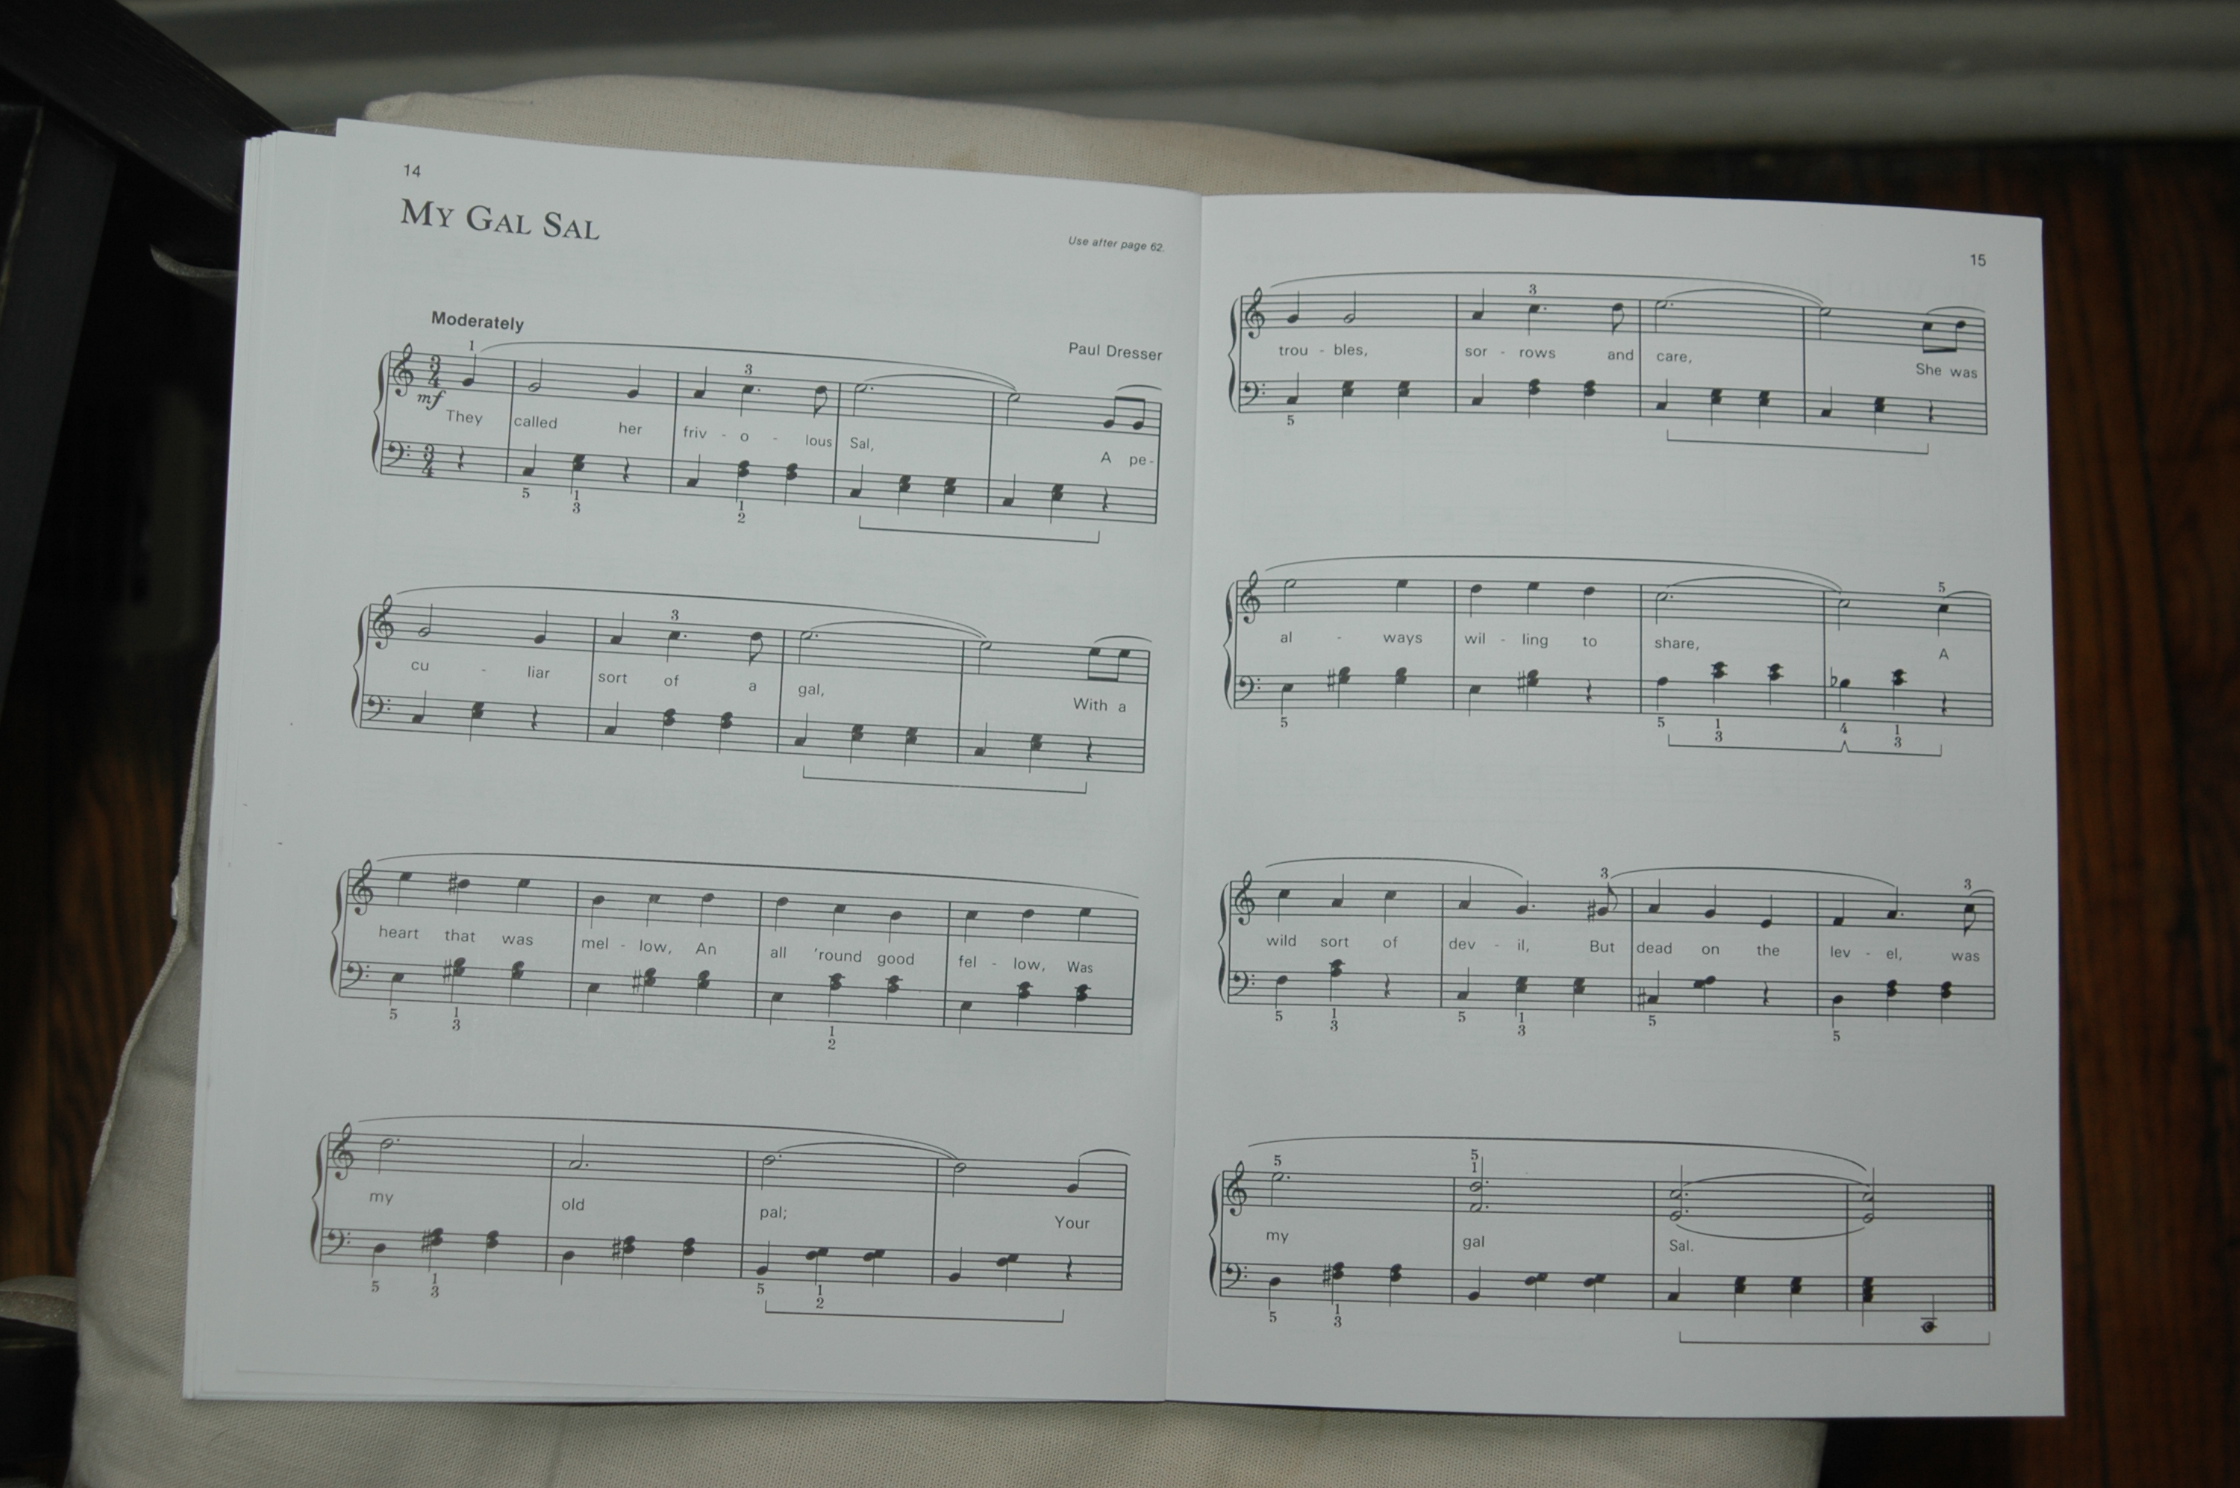 14
My Gal Sal
Use after page 62.
Moderately
Paul Dresser
1 3
3 4
mf
They called her friv - o - lous Sal, A pe-
3 4
5 1 3 1 2
3
cu - liar sort of a gal, With a
heart that was mel - low, An all 'round good fel - low, Was
5 1 3 1 2
my old pal; Your
5 1 3 5 1 2
15
3
trou - bles, sor - rows and care, She was
5
5
al - ways wil - ling to share, A
5 5 1 3 4 1 3
3 3
wild sort of dev - il, But dead on the lev - el, was
5 1 3 5 1 3 5 5
5 5 1
my gal Sal.
5 1 3